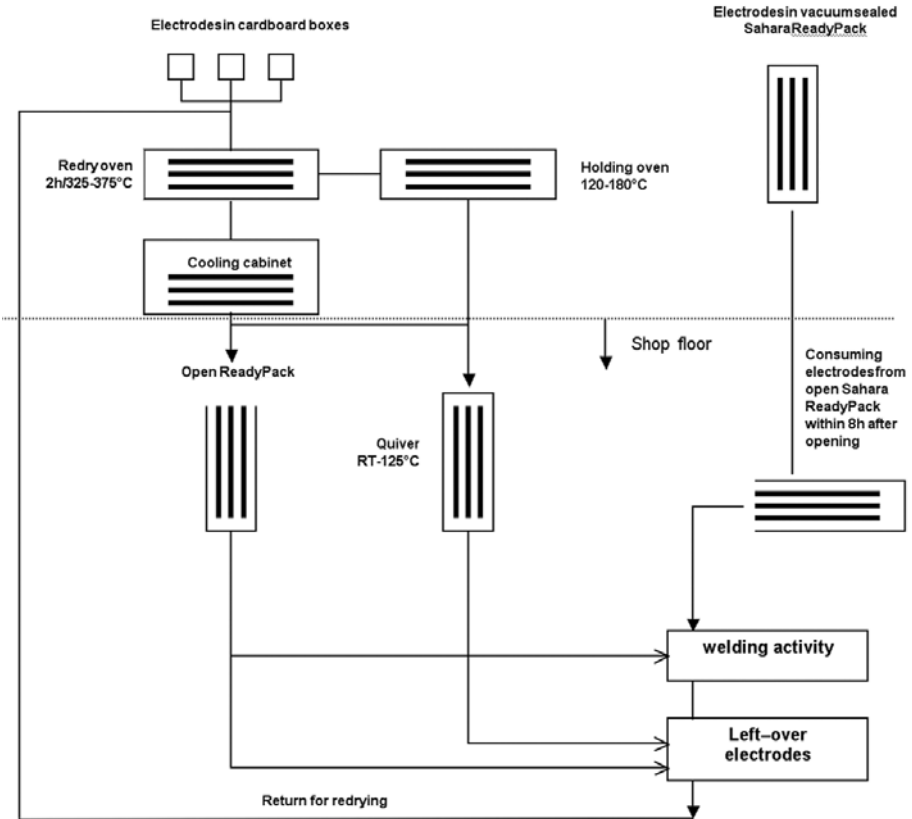 Electrodesin cardboard boxes
Electrodesin vacuumsealed
SaharaReadyPack
Redry oven
2h/325-375°C
Holding oven
120-180°C
Cooling cabinet
Shop floor
Open ReadyPack
Consuming
electrodesfrom
open Sahara
ReadyPack
within 8h after
opening
Quiver
RT-125°C
welding activity
Left–over
electrodes
Return for redrying